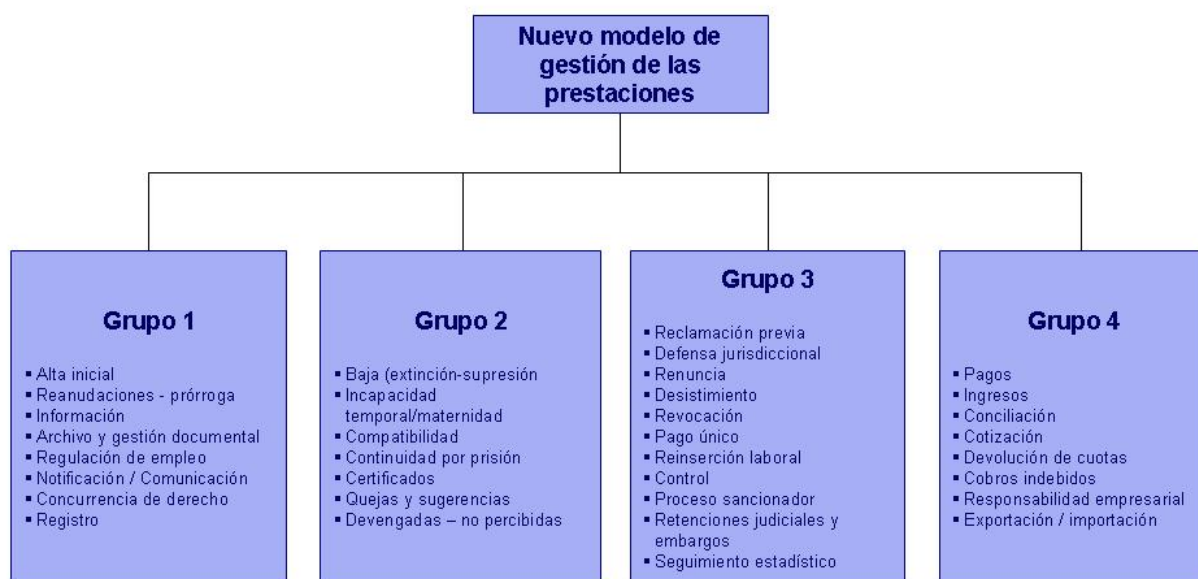 Nuevo modelo de
gestión de las
prestaciones
Grupo 1
▪ Alta inicial
▪ Reanudaciones - prórroga
▪ Información
▪ Archivo y gestión documental
▪ Regulación de empleo
▪ Notificación / Comunicación
▪ Concurrencia de derecho
▪ Registro
Grupo 2
▪ Baja (extinción-supresión
▪ Incapacidad
temporal/maternidad
▪ Compatibilidad
▪ Continuidad por prisión
▪ Certificados
▪ Quejas y sugerencias
▪ Devengadas – no percibidas
Grupo 3
▪ Reclamación previa
▪ Defensa jurisdiccional
▪ Renuncia
▪ Desistimiento
▪ Revocación
▪ Pago único
▪ Reinserción laboral
▪ Control
▪ Proceso sancionador
▪ Retenciones judiciales y
embargos
▪ Seguimiento estadístico
Grupo 4
▪ Pagos
▪ Ingresos
▪ Conciliación
▪ Cotización
▪ Devolución de cuotas
▪ Cobros indebidos
▪ Responsabilidad empresarial
▪ Exportación / importación